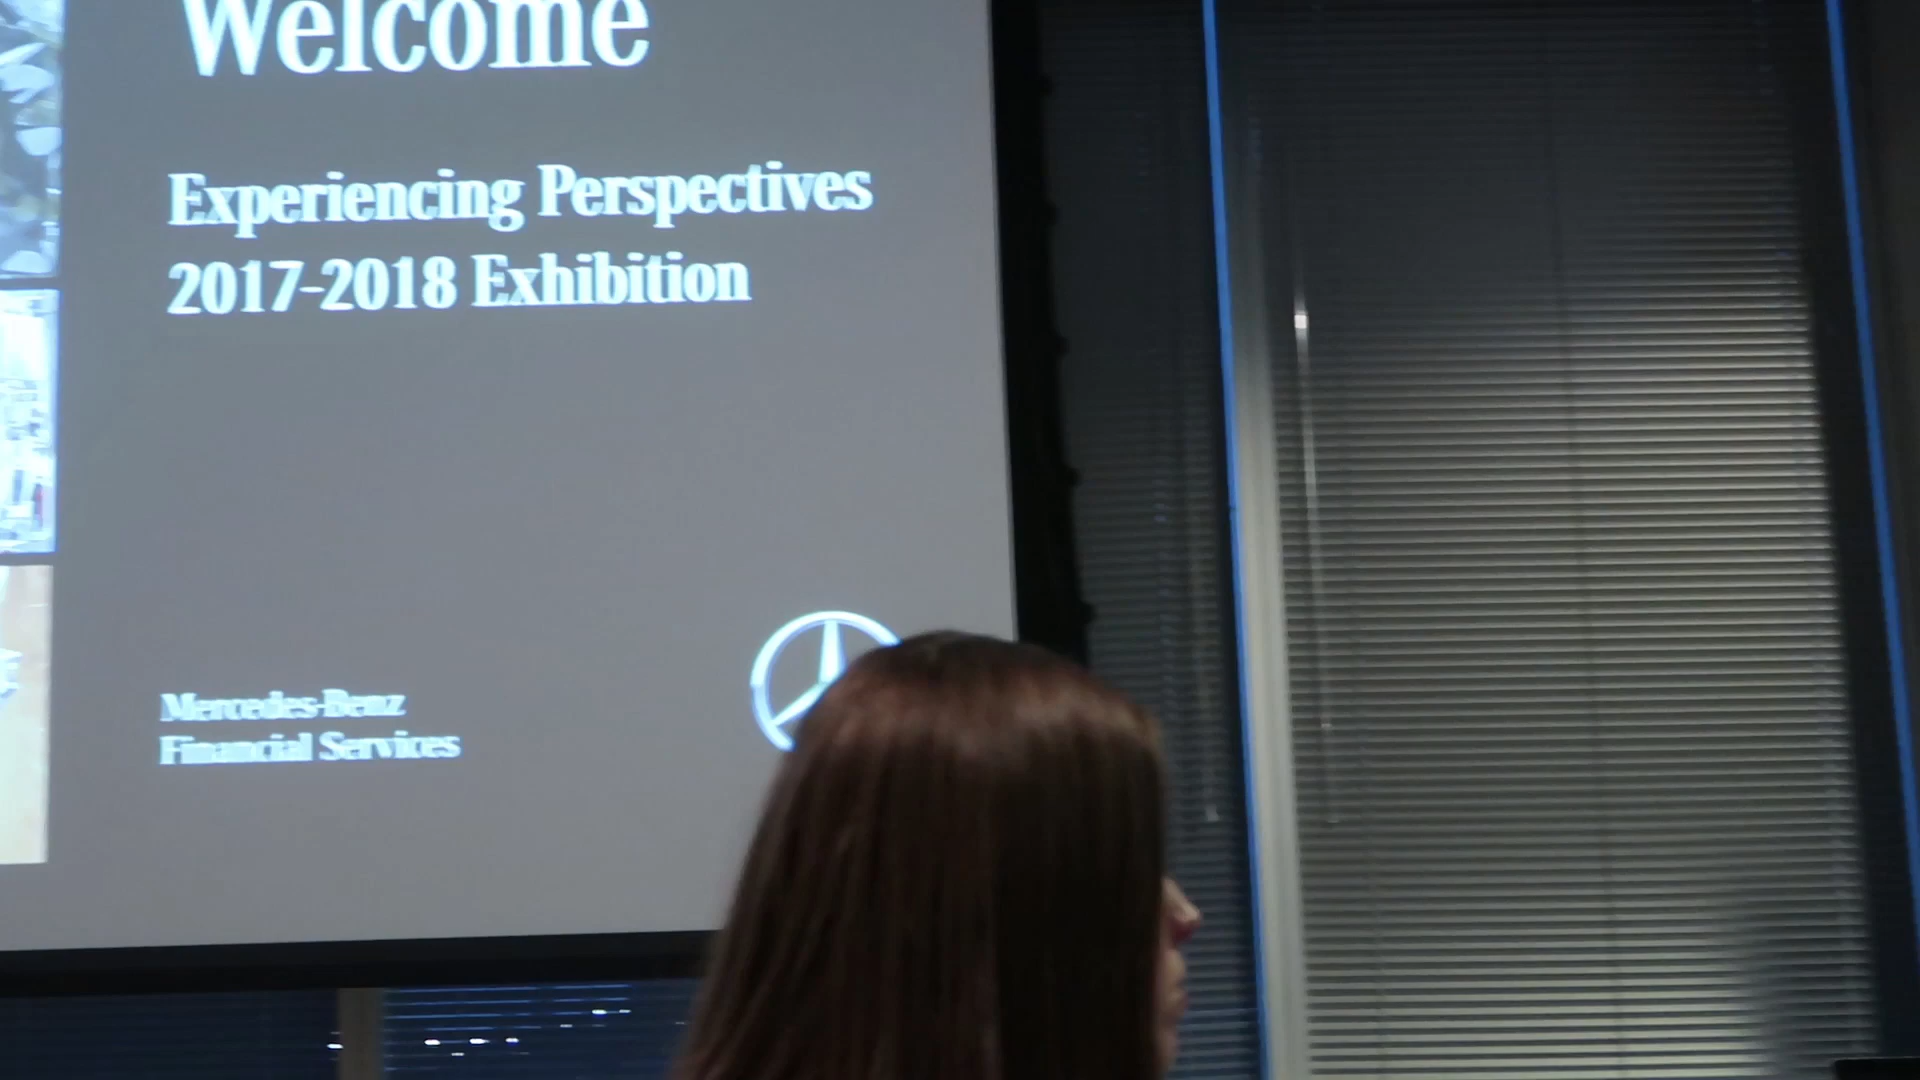 Welcome
Experiencing Perspectives
2017-2018 Exhibition
Mercedes-Benz
Financial Services